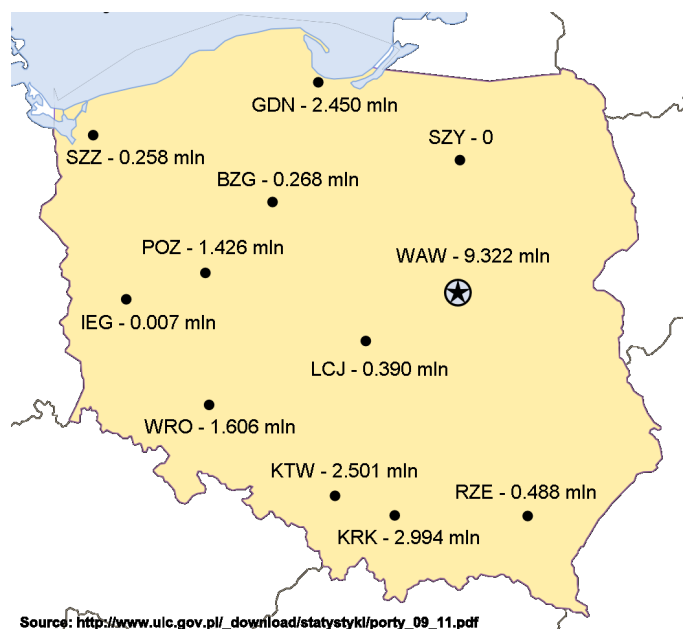 GDN - 2.450 mln
SZY - 0
SZZ - 0.258 mln
BZG - 0.268 mln
POZ - 1.426 mln
WAW - 9.322 mln
IEG - 0.007 mln
LCJ - 0.390 mln
WRO - 1.606 mln
KTW - 2.501 mln
RZE - 0.488 mln
KRK - 2.994 mln
Source: http://www.ulc.gov.pl/_download/statystyki/porty_09_11.pdf